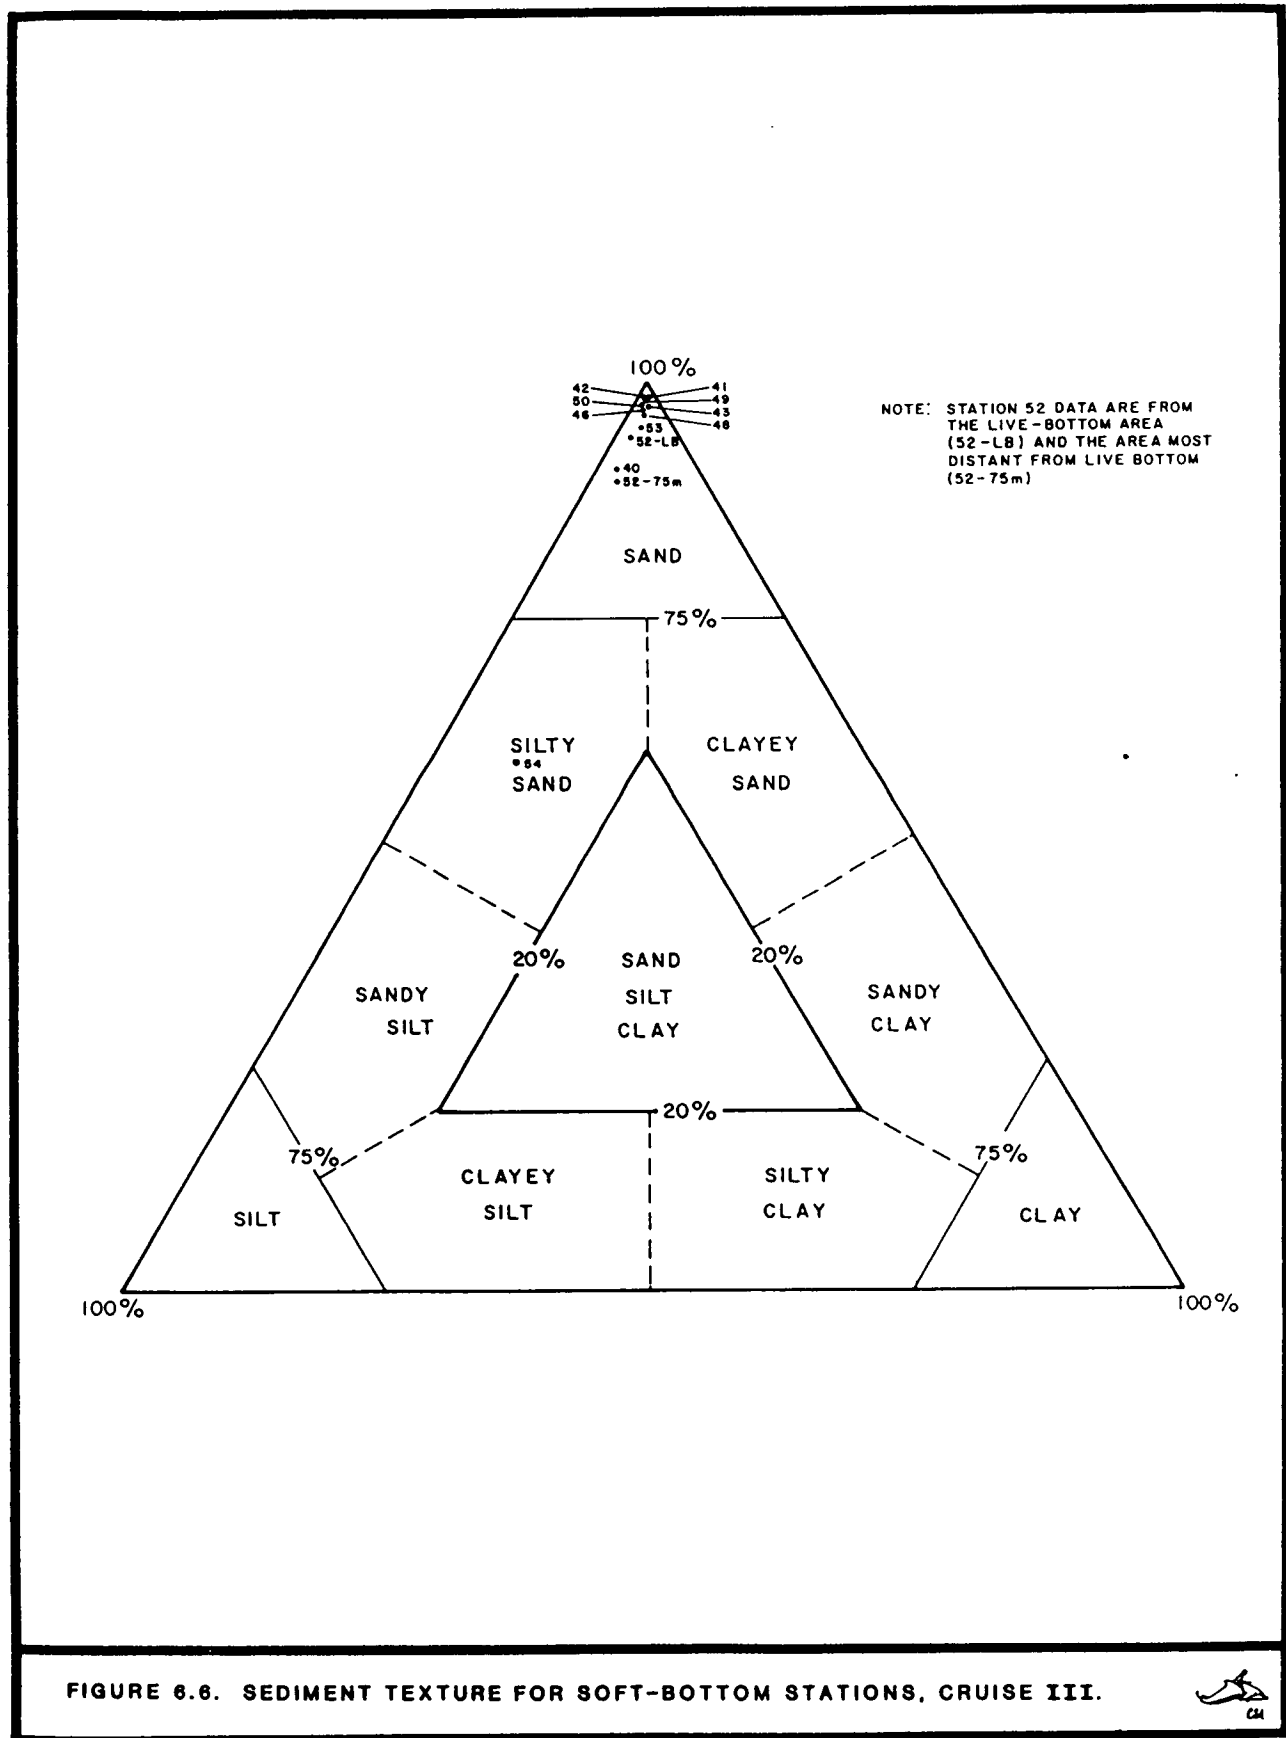 100%
42 41
50 49
46 43
48
53
52-LB
40
52-75m
NOTE: STATION 52 DATA ARE FROM
THE LIVE-BOTTOM AREA
(52-LB) AND THE AREA MOST
DISTANT FROM LIVE BOTTOM
(52-75m)
SAND
75%
SILTY
54
SAND
CLAYEY
SAND
20%
20%
SAND
SILT
CLAY
SANDY
SILT
SANDY
CLAY
20%
75%
75%
CLAYEY
SILT
SILTY
CLAY
SILT
CLAY
100%
100%
FIGURE 6.6. SEDIMENT TEXTURE FOR SOFT-BOTTOM STATIONS, CRUISE III.